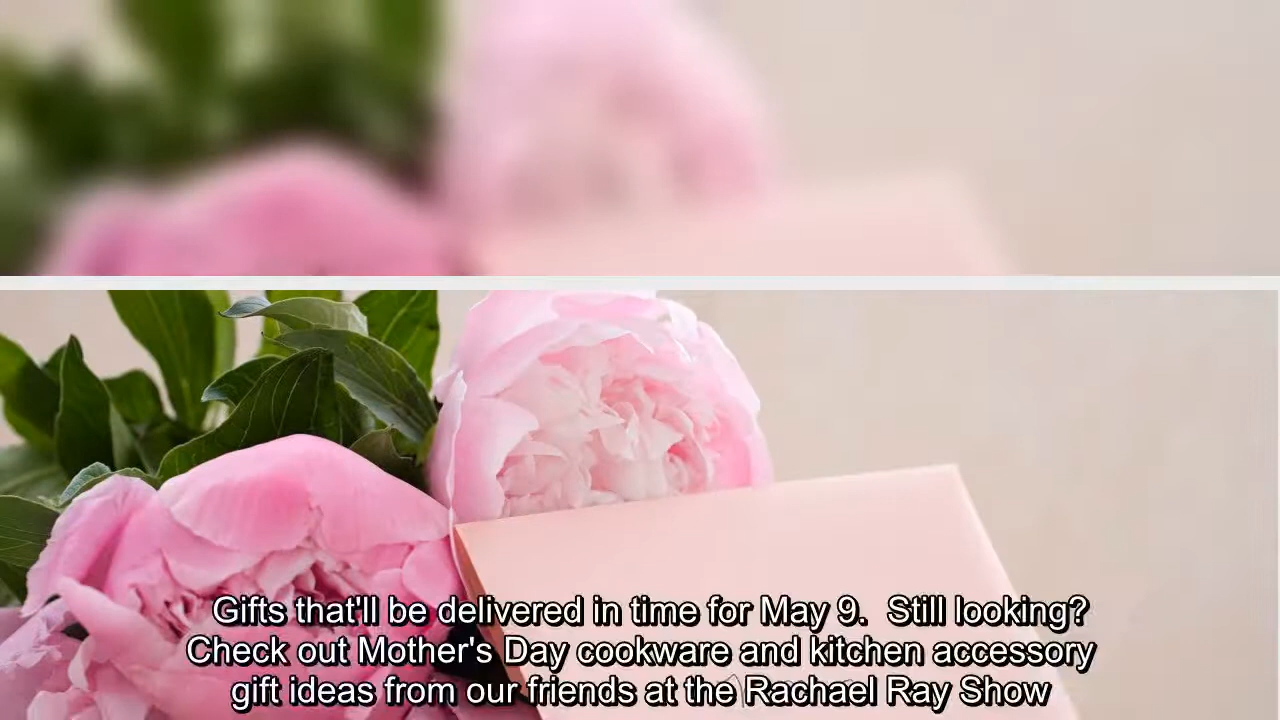 Gifts that'll be delivered in time for May 9.  Still looking?
Check out Mother's Day cookware and kitchen accessory
gift ideas from our friends at the Rachael Ray Show